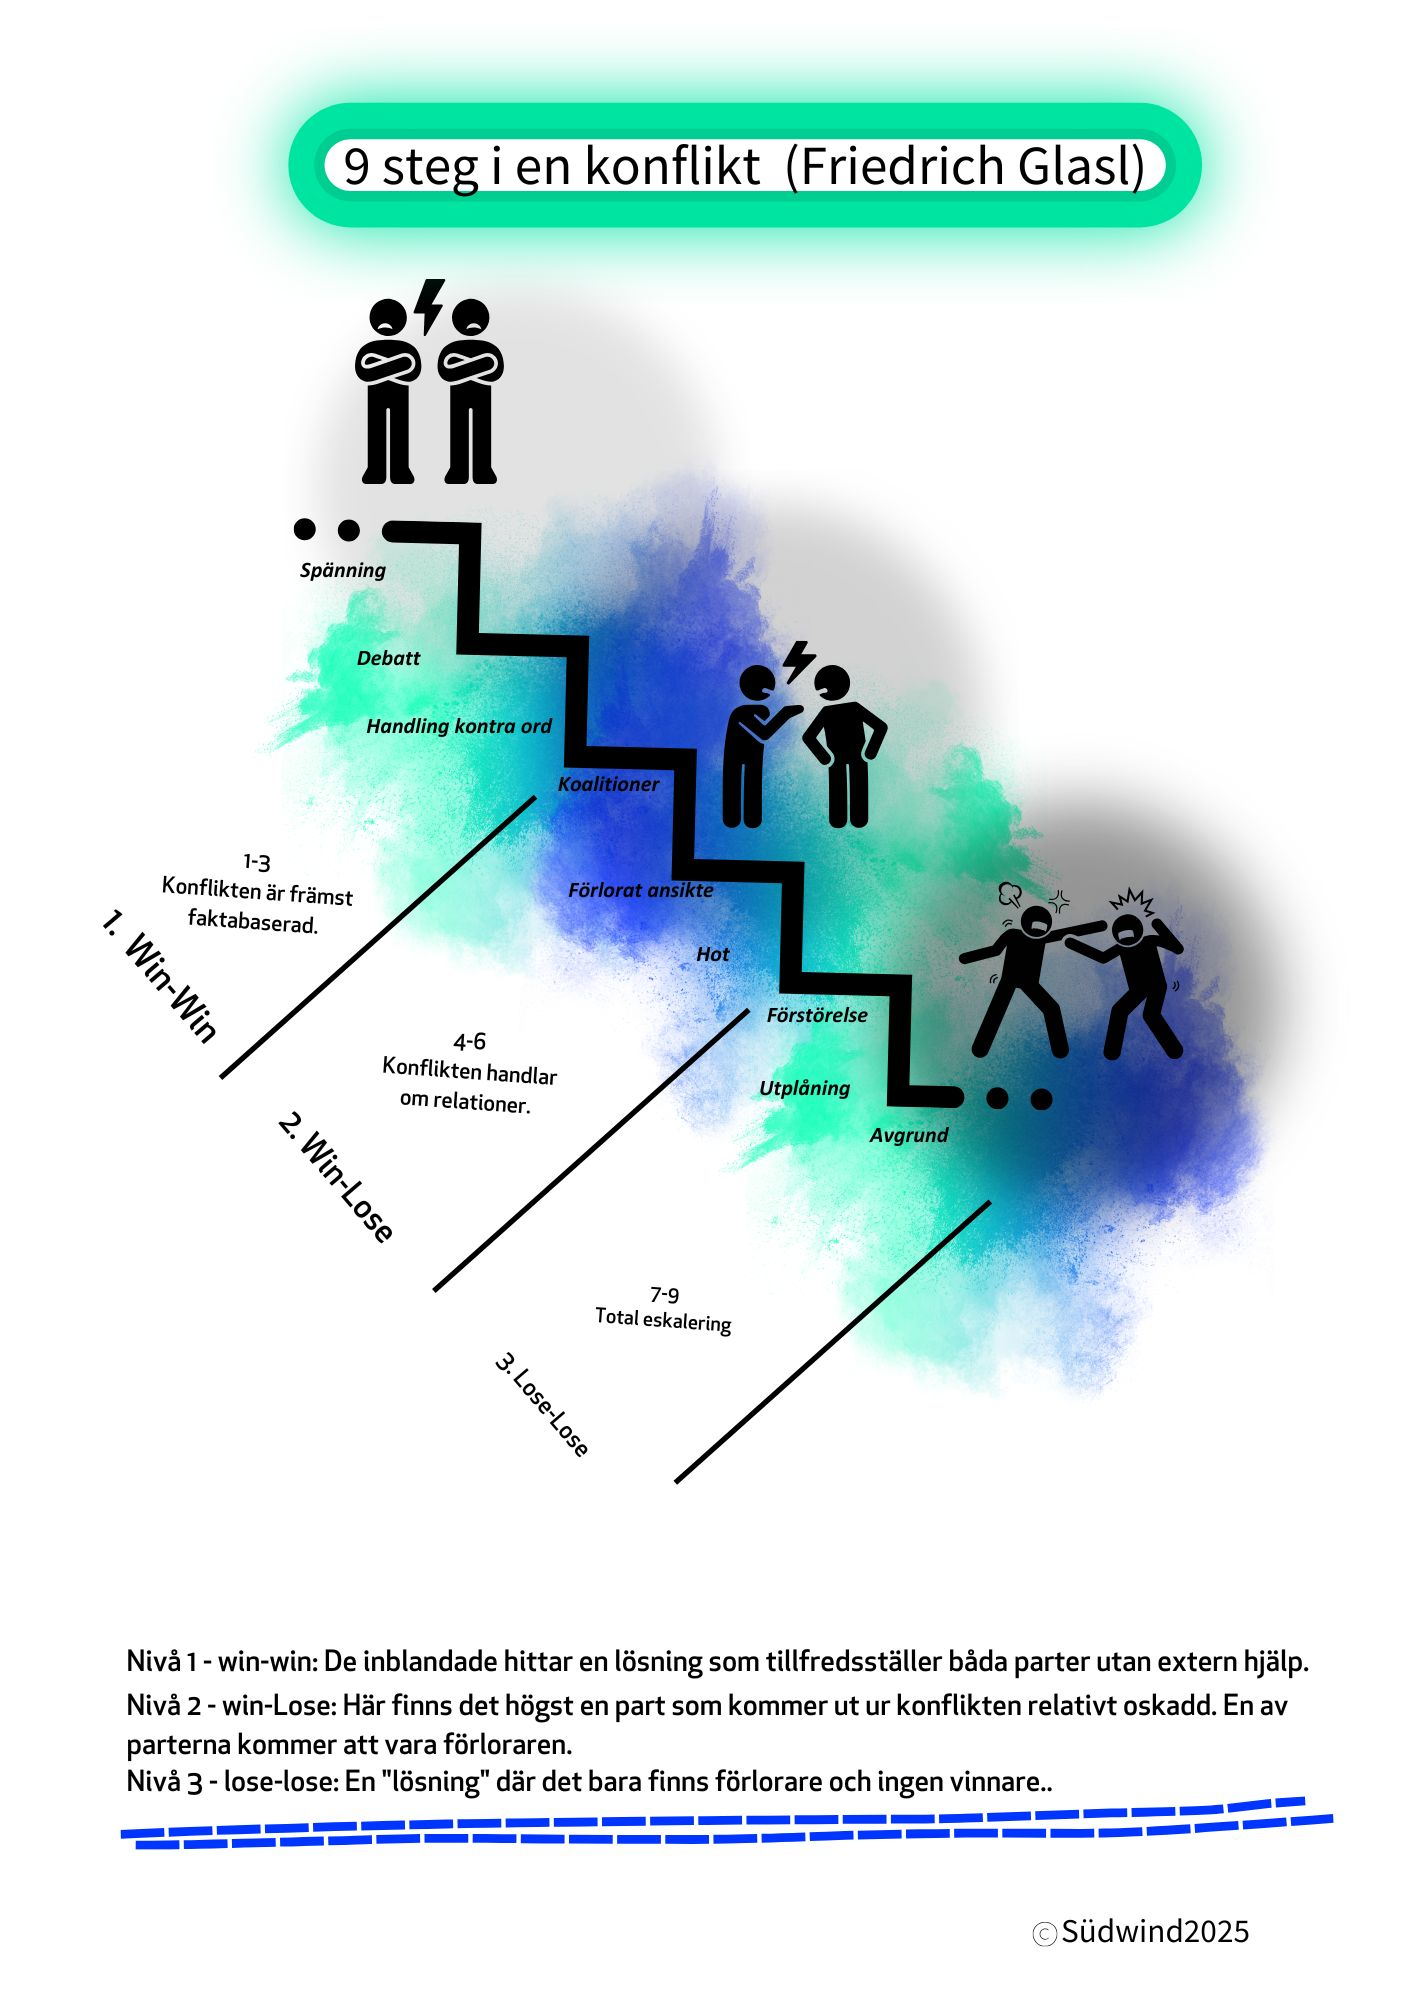 9 steg i en konflikt (Friedrich Glasl)
Spänning
Debatt
Handling kontra ord
Koalitioner
Förlorat ansikte
Hot
Förstörelse
Utplåning
Avgrund
1-3
Konflikten är främst
faktabaserad.
1. Win-Win
4-6
Konflikten handlar
om relationer.
2. Win-Lose
7-9
Total eskalering
3. Lose-Lose
Nivå 1 - win-win: De inblandade hittar en lösning som tillfredsställer båda parter utan extern hjälp.
Nivå 2 - win-Lose: Här finns det högst en part som kommer ut ur konflikten relativt oskadd. En av
parterna kommer att vara förloraren.
Nivå 3 - lose-lose: En "lösning" där det bara finns förlorare och ingen vinnare..
©Südwind2025